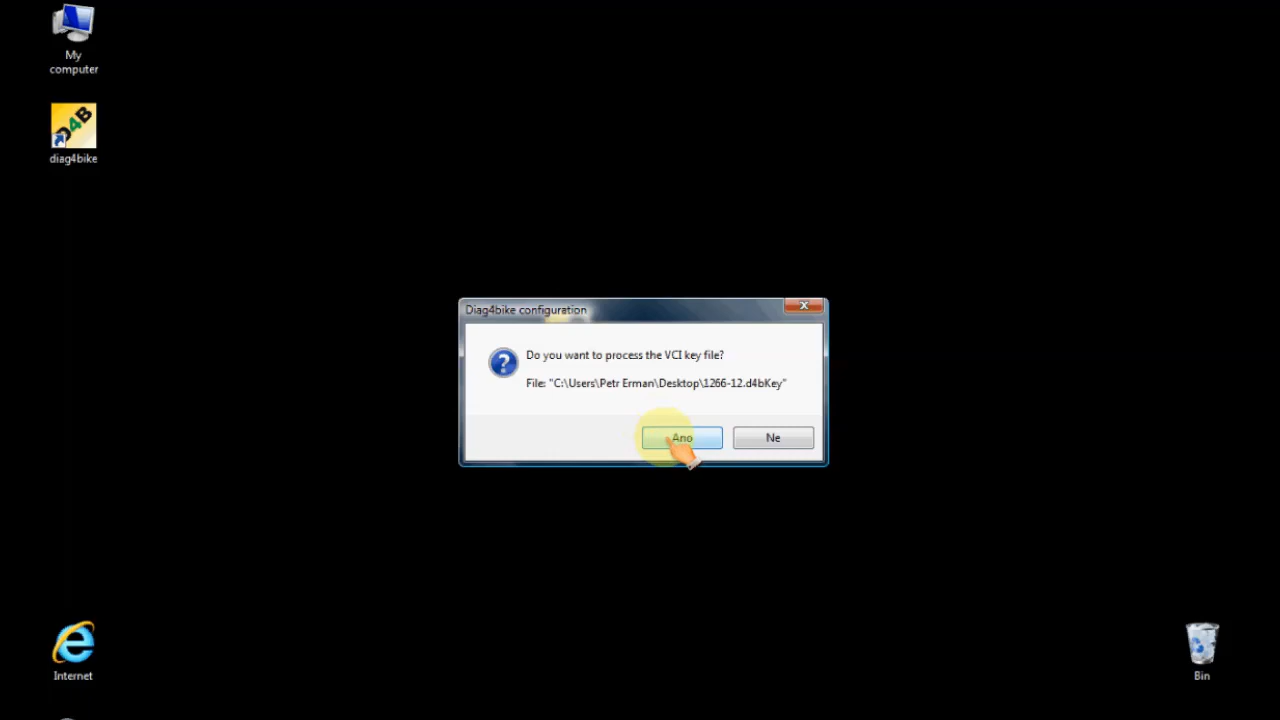 My
computer
D4B
diag4bike
Diag4bike configuration
Do you want to process the VCI key file?
File: "C:\Users\Petr Erman\Desktop\1266-12.d4bKey"
Ano
Ne
Internet
Bin